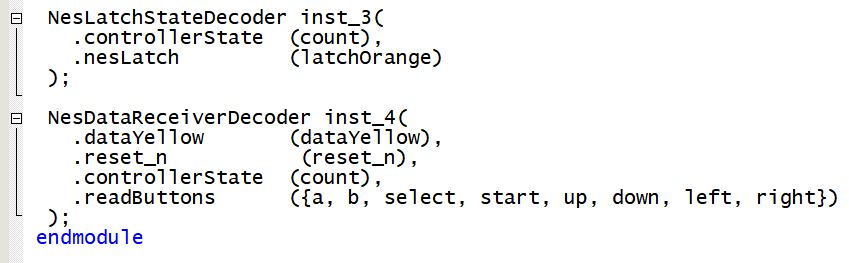 NesLatchStateDecoder inst_3(
.controllerState (count),
.nesLatch (latchOrange)
);
NesDataReceiverDecoder inst_4(
.dataYellow (dataYellow),
.reset_n (reset_n),
.controllerState (count),
.readButtons ({a, b, select, start, up, down, left, right})
);
endmodule